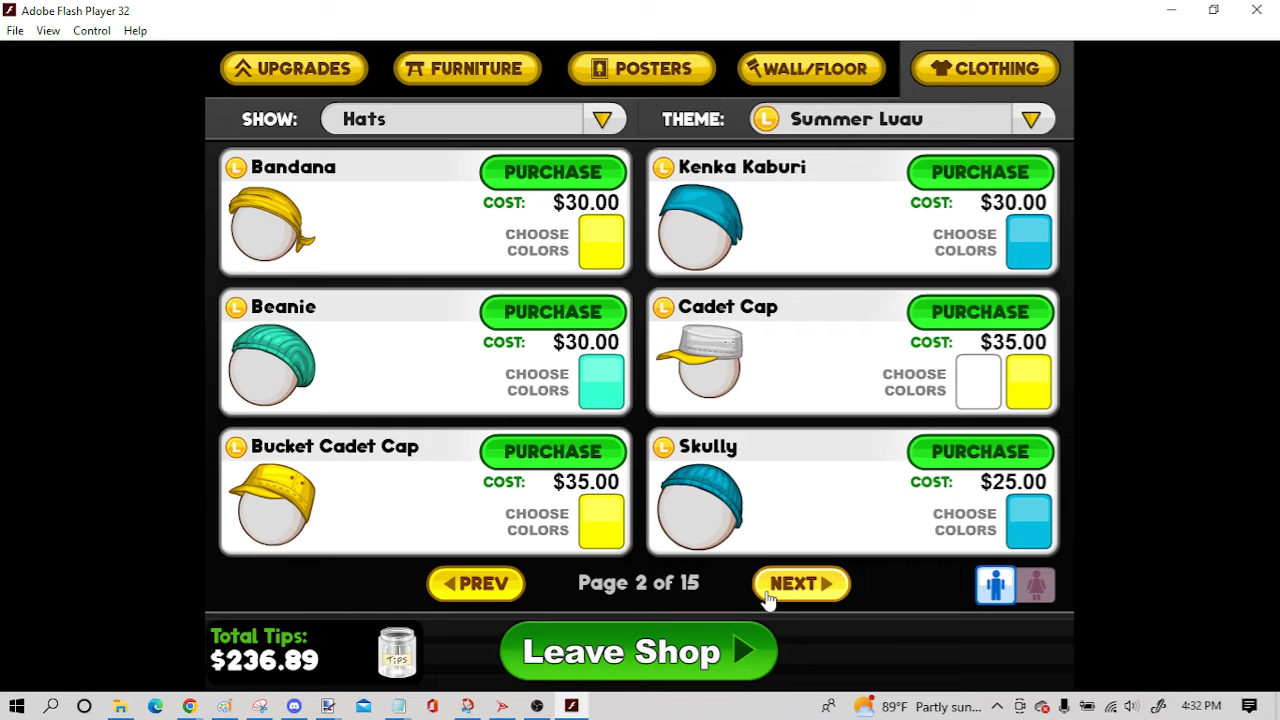 Adobe Flash Player 32
File View Control Help
UPGRADES FURNITURE POSTERS WALL/FLOOR CLOTHING
SHOW: Hats THEME: L Summer Luau
L Bandana PURCHASE
COST: $30.00
CHOOSE
COLORS
L Kenka Kaburi PURCHASE
COST: $30.00
CHOOSE
COLORS
L Beanie PURCHASE
COST: $30.00
CHOOSE
COLORS
L Cadet Cap PURCHASE
COST: $35.00
CHOOSE
COLORS
L Bucket Cadet Cap PURCHASE
COST: $35.00
CHOOSE
COLORS
L Skully PURCHASE
COST: $25.00
CHOOSE
COLORS
PREV Page 2 of 15 NEXT
Total Tips:
$236.89
TIPS
Leave Shop
89°F Partly sun... 4:32 PM